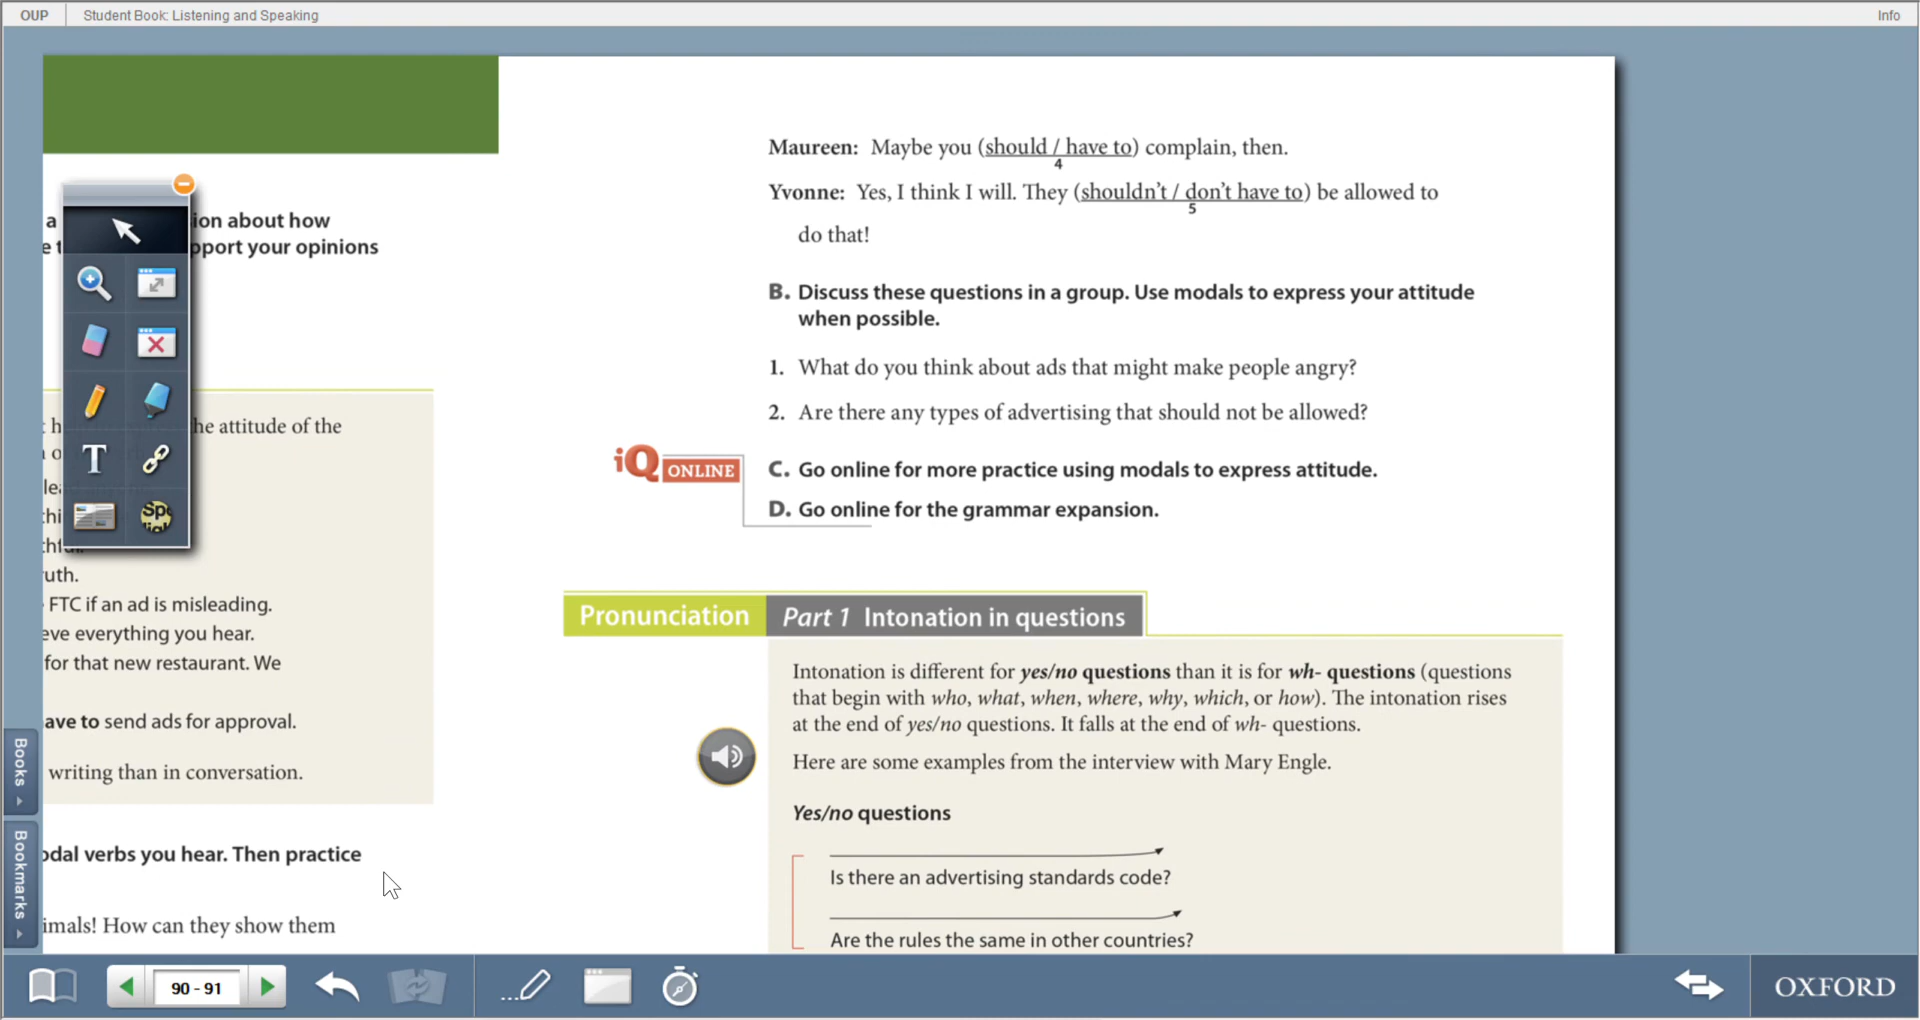 OUP
Student Book: Listening and Speaking
Info
a
ion about how
pport your opinions
he attitude of the
uth.
FTC if an ad is misleading.
eve everything you hear.
for that new restaurant. We
ave to send ads for approval.
writing than in conversation.
odal verbs you hear. Then practice
imals! How can they show them
Maureen: Maybe you (should / have to) complain, then.
4
Yvonne: Yes, I think I will. They (shouldn't / don't have to) be allowed to
5
do that!
B. Discuss these questions in a group. Use modals to express your attitude
when possible.
1. What do you think about ads that might make people angry?
2. Are there any types of advertising that should not be allowed?
iQ ONLINE
C. Go online for more practice using modals to express attitude.
D. Go online for the grammar expansion.
Pronunciation Part 1 Intonation in questions
Intonation is different for yes/no questions than it is for wh- questions (questions
that begin with who, what, when, where, why, which, or how). The intonation rises
at the end of yes/no questions. It falls at the end of wh- questions.
Here are some examples from the interview with Mary Engle.
Yes/no questions
Is there an advertising standards code?
Are the rules the same in other countries?
T
Books
Bookmarks
90 - 91
OXFORD